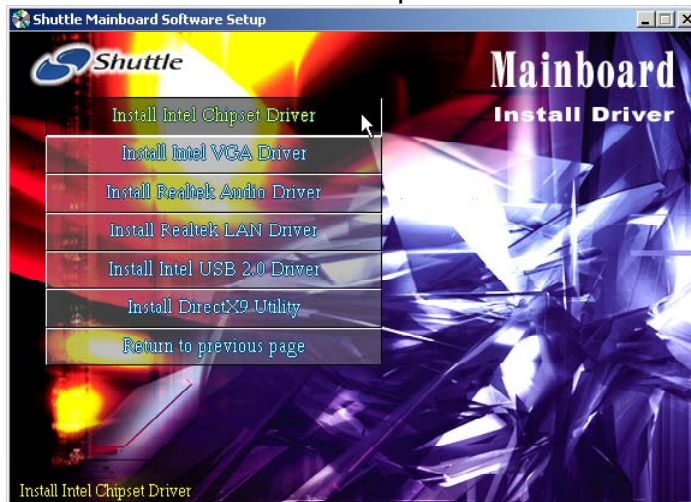 Shuttle Mainboard Software Setup
Shuttle
Mainboard
Install Driver
Install Intel Chipset Driver
Install Intel VGA Driver
Install Realtek Audio Driver
Install Realtek LAN Driver
Install Intel USB 2.0 Driver
Install DirectX9 Utility
Return to previous page
Install Intel Chipset Driver